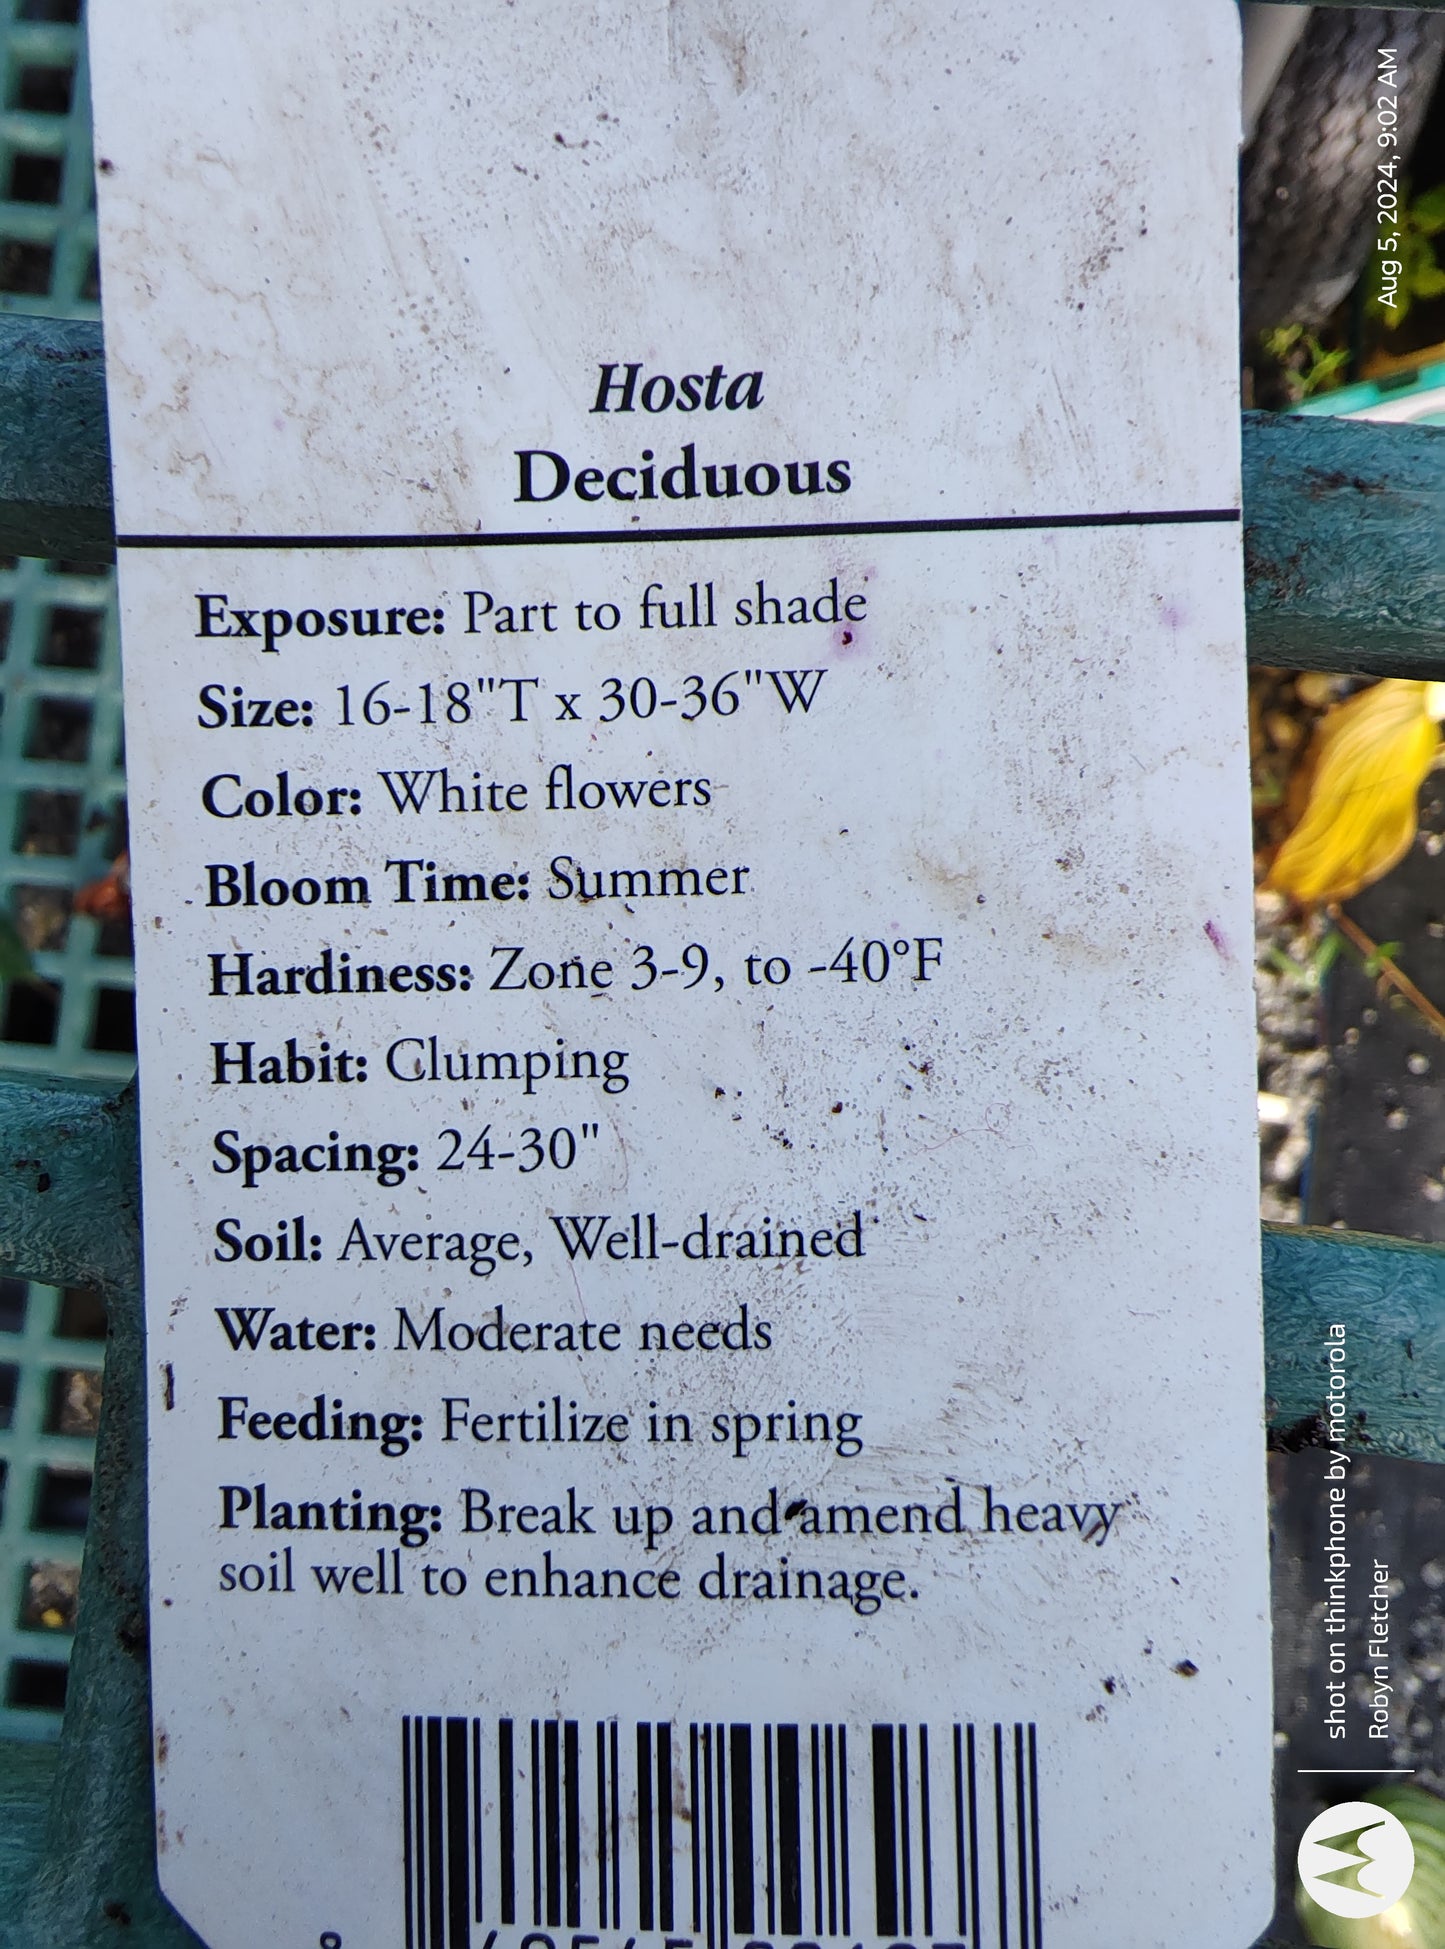 Hosta
Deciduous
Exposure: Part to full shade
Size: 16-18"T x 30-36"W
Color: White flowers
Bloom Time: Summer
Hardiness: Zone 3-9, to -40°F
Habit: Clumping
Spacing: 24-30"
Soil: Average, Well-drained
Water: Moderate needs
Feeding: Fertilize in spring
Planting: Break up and amend heavy
soil well to enhance drainage.
Aug 5, 2024, 9:02 AM
shot on thinkphone by motorola
Robyn Fletcher